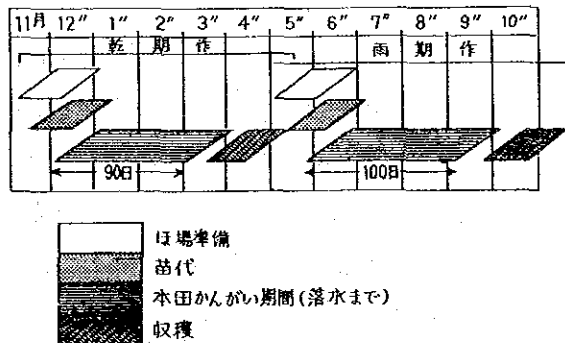 11月 12〃 1〃 2〃 3〃 4〃 5〃 6〃 7〃 8〃 9〃 10〃
乾期作 雨期作
90日 100日
ほ場準備
苗代
本田かんがい期間(落水まで)
収穫